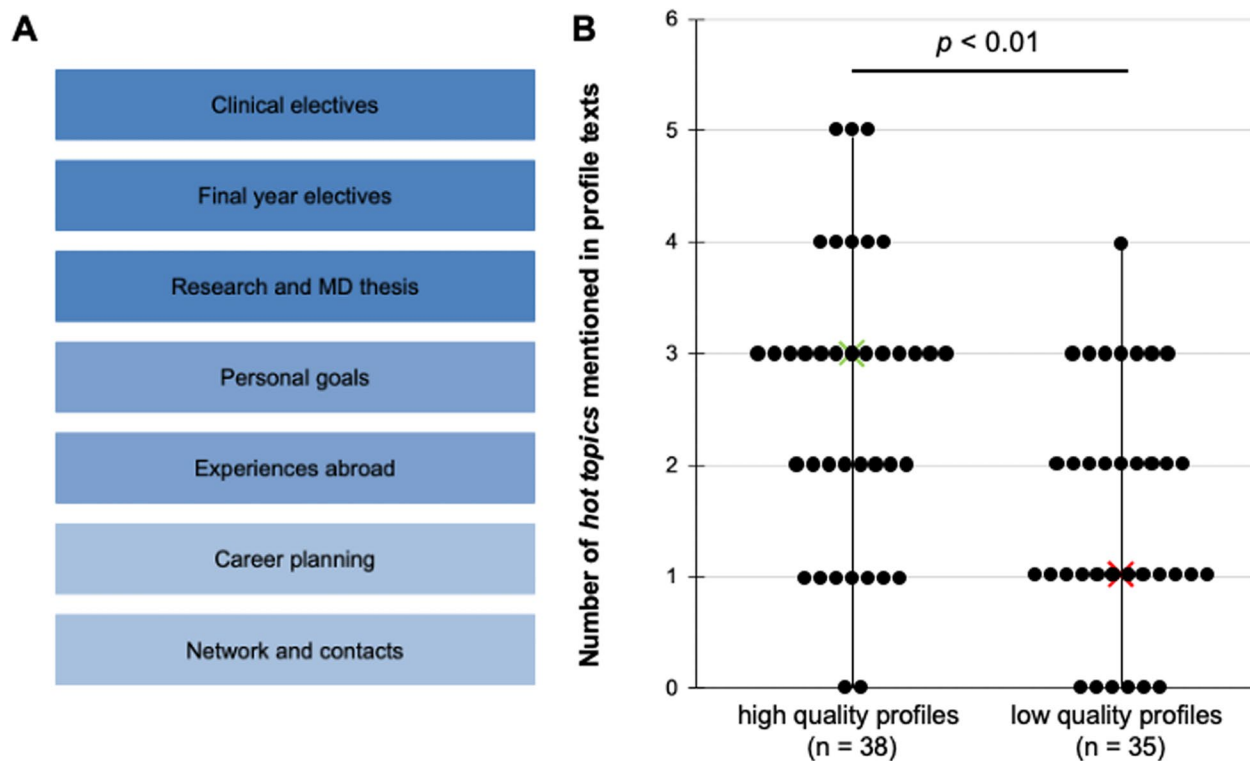 A
Clinical electives
Final year electives
Research and MD thesis
Personal goals
Experiences abroad
Career planning
Network and contacts
B
Number of hot topics mentioned in profile texts
6
5
4
3
2
1
0
p < 0.01
high quality profiles
(n = 38)
low quality profiles
(n = 35)